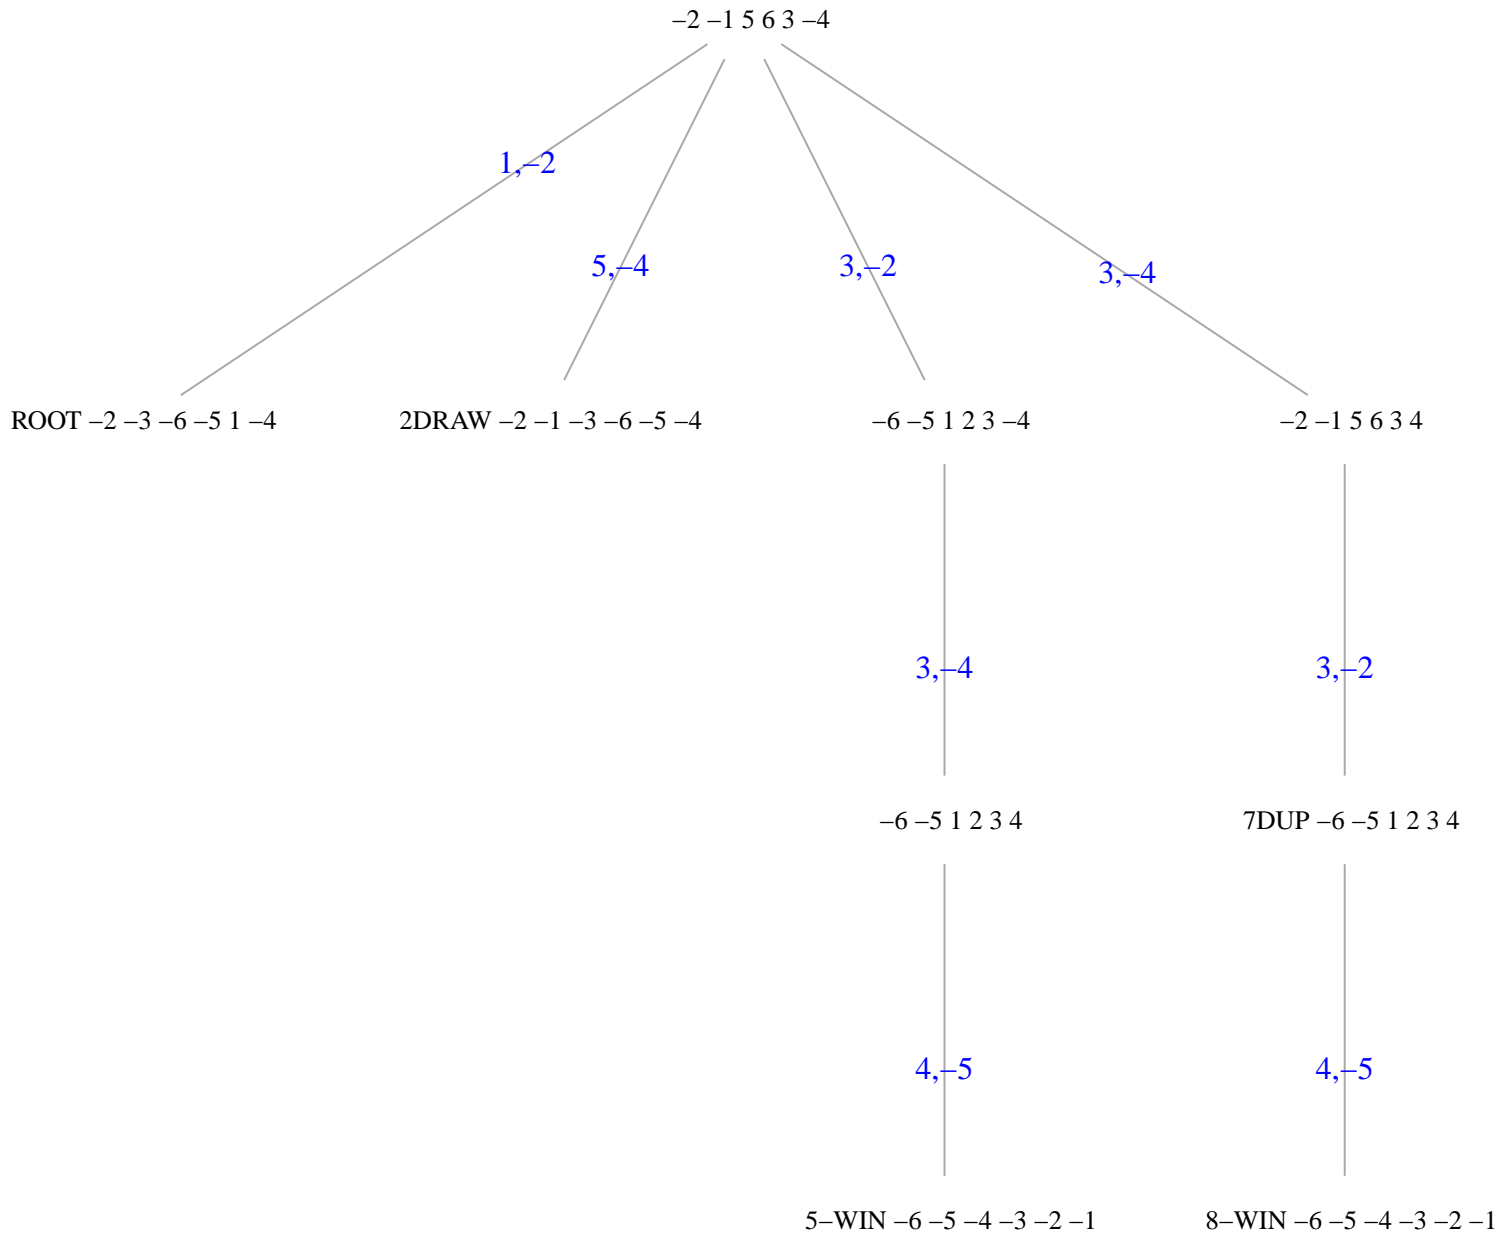 –2 –1 5 6 3 –4
1,–2
5,–4
3,–2
3,–4
ROOT –2 –3 –6 –5 1 –4
2DRAW –2 –1 –3 –6 –5 –4
–6 –5 1 2 3 –4
–2 –1 5 6 3 4
3,–4
3,–2
–6 –5 1 2 3 4
7DUP –6 –5 1 2 3 4
4,–5
4,–5
5–WIN –6 –5 –4 –3 –2 –1
8–WIN –6 –5 –4 –3 –2 –1